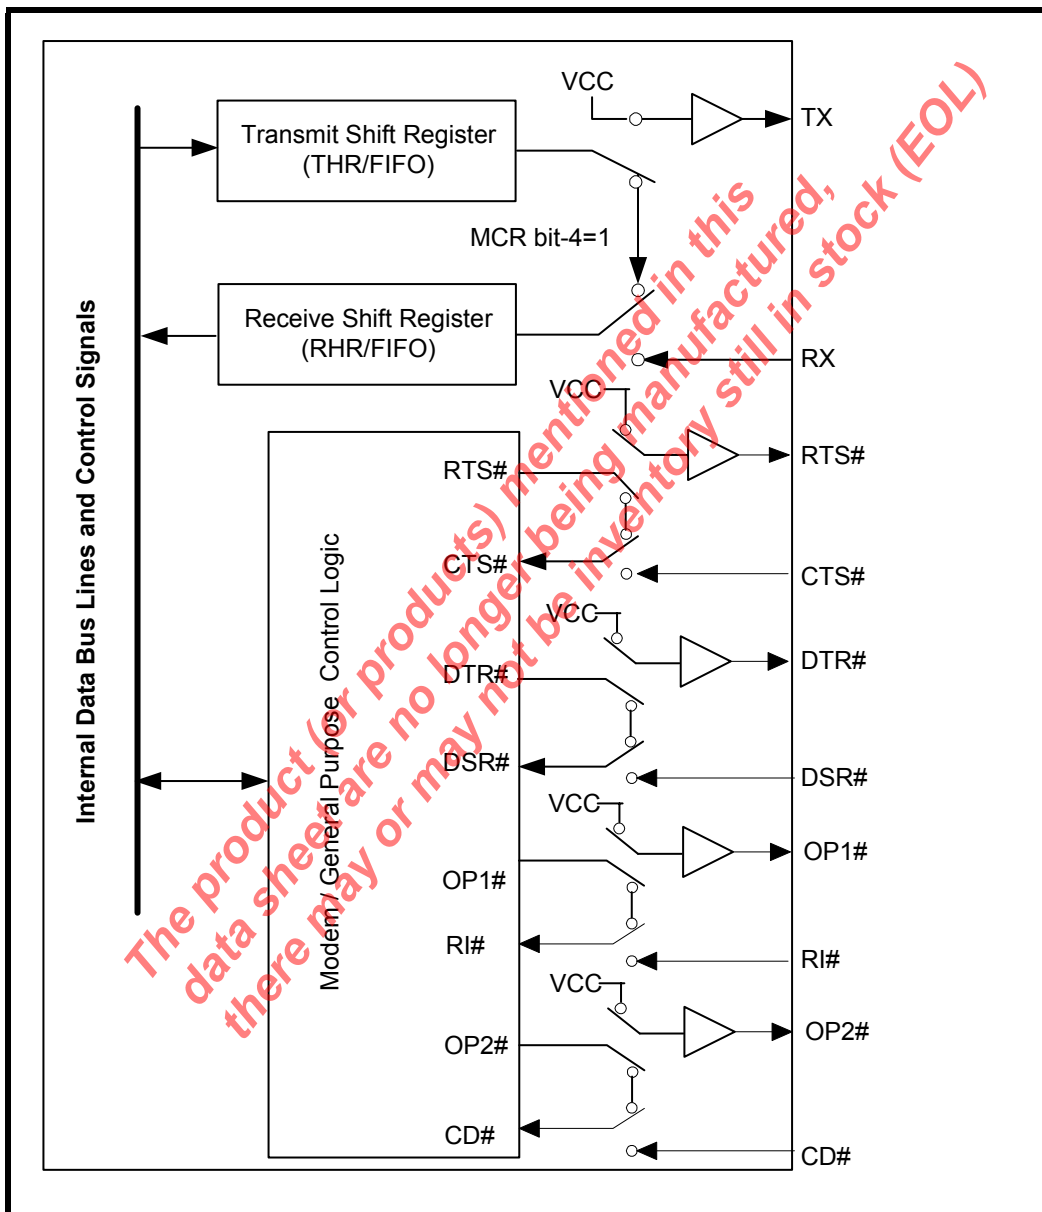 VCC
TX
Transmit Shift Register
(THR/FIFO)
MCR bit-4=1
Receive Shift Register
(RHR/FIFO)
RX
VCC
RTS#
RTS#
CTS#
CTS#
VCC
DTR#
DTR#
DSR#
DSR#
VCC
OP1#
OP1#
RI#
RI#
VCC
OP2#
OP2#
CD#
CD#
Internal Data Bus Lines and Control Signals
Modem / General Purpose Control Logic
The product (or products) mentioned in this
data sheet are no longer being manufactured,
there may or may not be inventory still in stock (EOL)